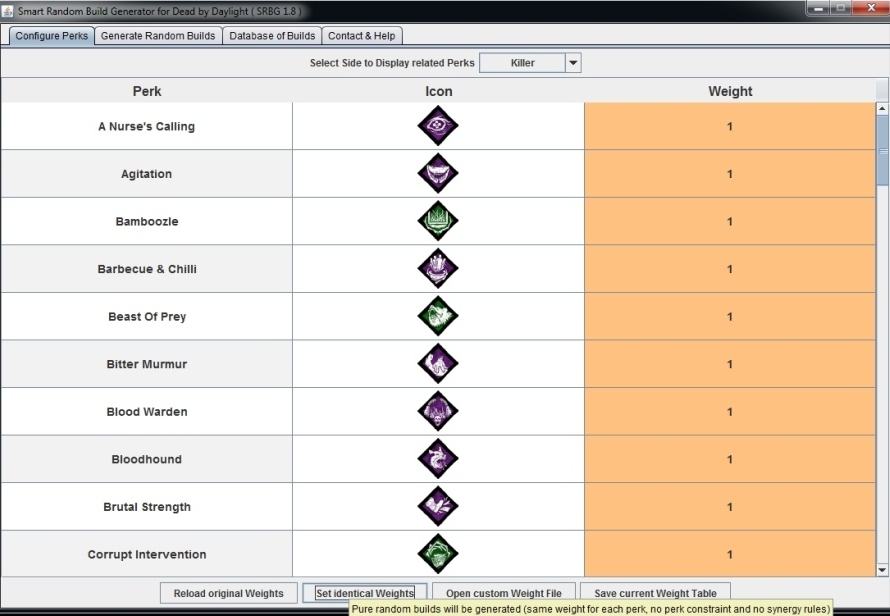 Smart Random Build Generator for Dead by Daylight ( SRBG 1.8 )
Configure Perks Generate Random Builds Database of Builds Contact & Help
Select Side to Display related Perks Killer
Perk Icon Weight
A Nurse's Calling 1
Agitation 1
Bamboozle 1
Barbecue & Chilli 1
Beast Of Prey 1
Bitter Murmur 1
Blood Warden 1
Bloodhound 1
Brutal Strength 1
Corrupt Intervention 1
Reload original Weights Set identical Weights Open custom Weight File Save current Weight Table
Pure random builds will be generated (same weight for each perk, no perk constraint and no synergy rules)